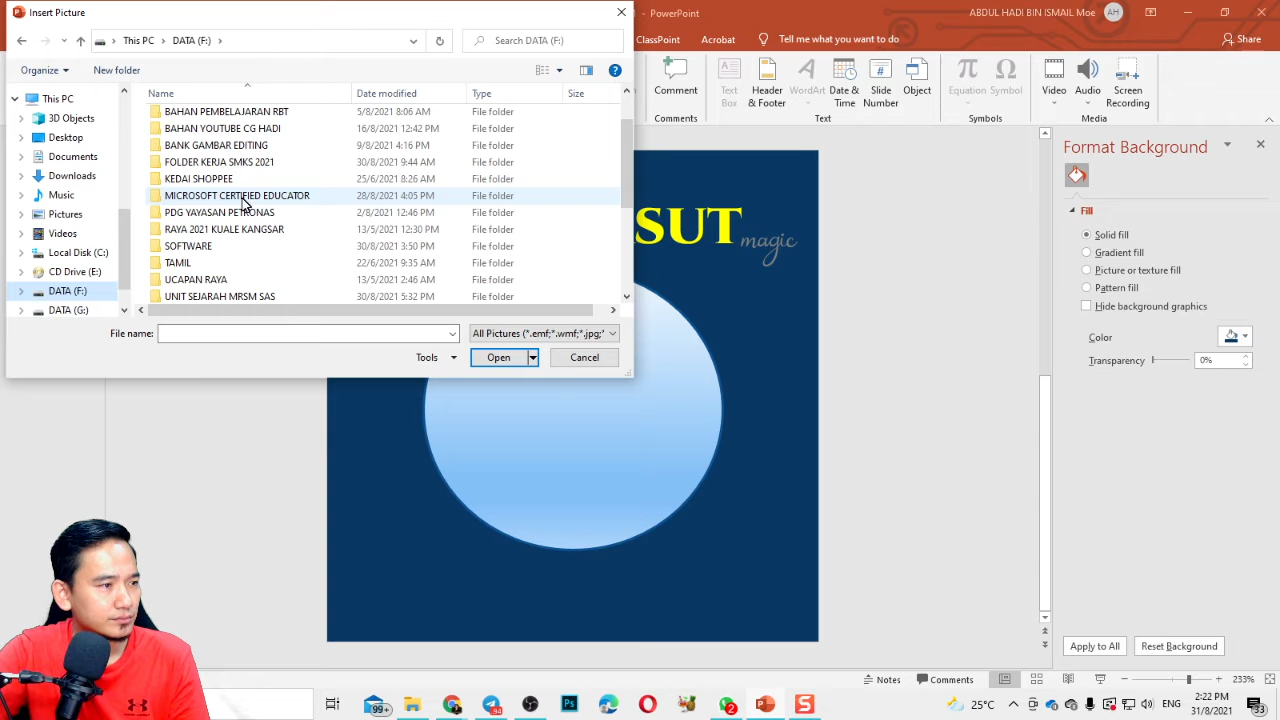 Insert Picture
- PowerPoint
ABDUL HADI BIN ISMAIL Moe
AH
This PC
DATA (F:)
Search DATA (F:)
ClassPoint
Acrobat
Tell me what you want to do
Share
Organize
New folder
Comment
Text Box
Header & Footer
WordArt
Date & Time
Slide Number
Object
Equation
Symbol
Video
Audio
Screen Recording
Comments
Text
Symbols
Media
Name
Date modified
Type
Size
This PC
3D Objects
Desktop
Documents
Downloads
Music
Pictures
Videos
Local Disk (C:)
CD Drive (E:)
DATA (F:)
DATA (G:)
BAHAN PEMBELAJARAN RBT 5/8/2021 8:06 AM File folder
BAHAN YOUTUBE CG HADI 16/8/2021 12:42 PM File folder
BANK GAMBAR EDITING 9/8/2021 4:16 PM File folder
FOLDER KERJA SMKS 2021 30/8/2021 9:44 AM File folder
KEDAI SHOPPEE 25/6/2021 8:26 AM File folder
MICROSOFT CERTIFIED EDUCATOR 28/8/2021 4:05 PM File folder
PDG YAYASAN PETRONAS 2/8/2021 12:46 PM File folder
RAYA 2021 KUALE KANGSAR 13/5/2021 12:30 PM File folder
SOFTWARE 30/8/2021 3:50 PM File folder
TAMIL 22/6/2021 9:35 AM File folder
UCAPAN RAYA 13/5/2021 2:46 AM File folder
UNIT SEJARAH MRSM SAS 30/8/2021 5:32 PM File folder
File name:
All Pictures (*.emf;*.wmf;*.jpg;*
Tools
Open
Cancel
SUT
magic
Format Background
Fill
Solid fill
Gradient fill
Picture or texture fill
Pattern fill
Hide background graphics
Color
Transparency
0%
Apply to All
Reset Background
Notes
Comments
233%
99+
94
2
25°C
2:22 PM
31/8/2021
33